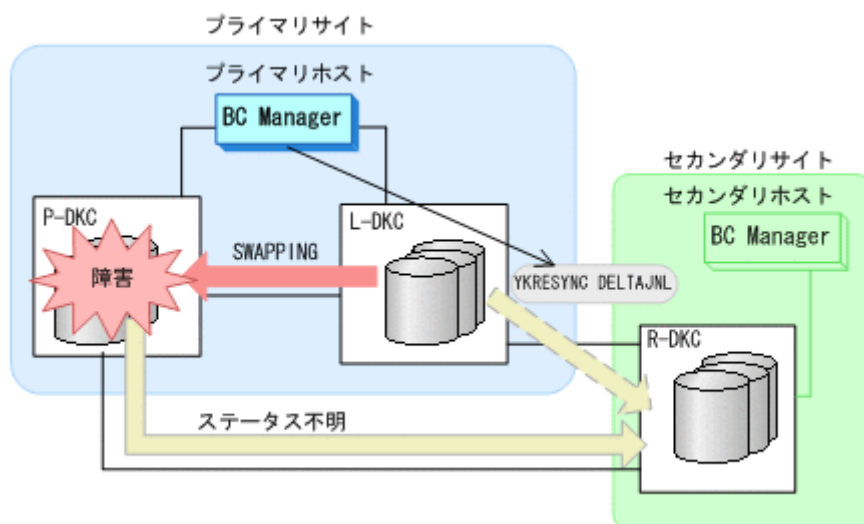 プライマリサイト
プライマリホスト
BC Manager
セカンダリサイト
セカンダリホスト
BC Manager
P-DKC
L-DKC
SWAPPING
障害
YKRESYNC DELTAJNL
R-DKC
ステータス不明